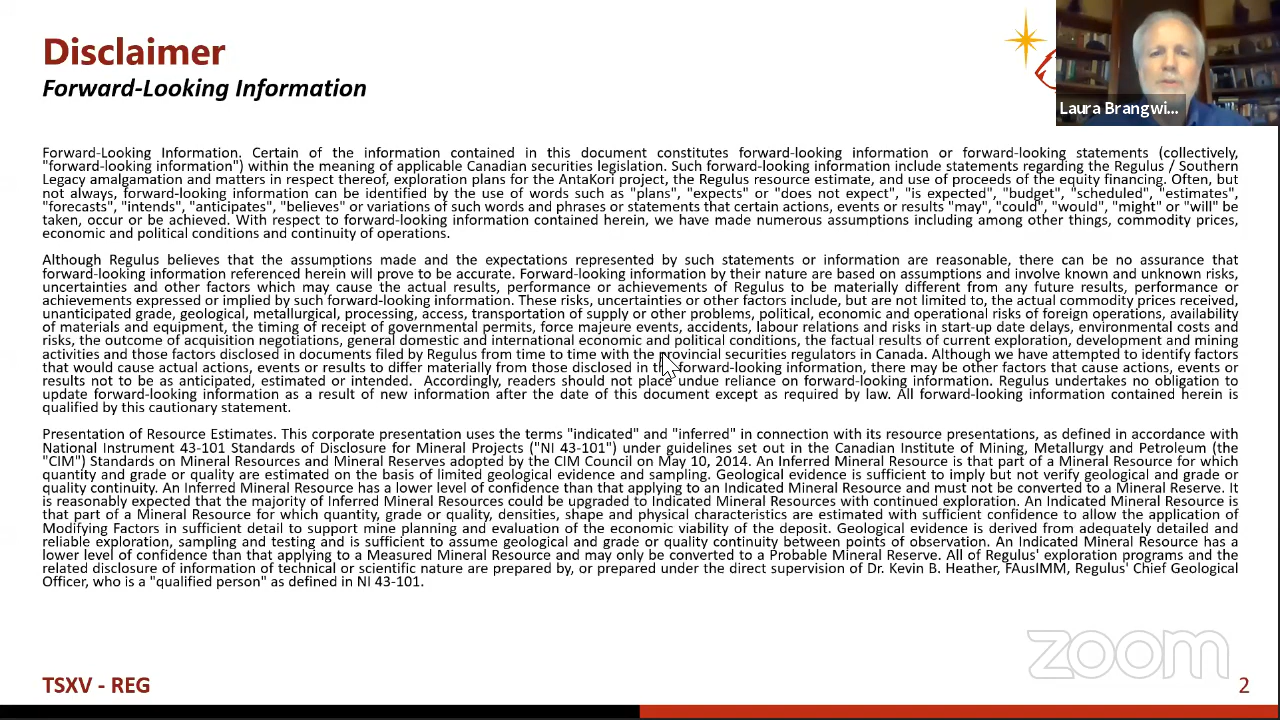 Disclaimer
Forward-Looking Information
Laura Brangwi...
Forward-Looking Information. Certain of the information contained in this document constitutes forward-looking information or forward-looking statements (collectively,
"forward-looking information") within the meaning of applicable Canadian securities legislation. Such forward-looking information include statements regarding the Regulus / Southern
Legacy amalgamation and matters in respect thereof, exploration plans for the AntaKori project, the Regulus resource estimate, and use of proceeds of the equity financing. Often, but
not always, forward-looking information can be identified by the use of words such as "plans", "expects" or "does not expect", "is expected", "budget", "scheduled", "estimates",
"forecasts", "intends", "anticipates", "believes" or variations of such words and phrases or statements that certain actions, events or results "may", "could", "would", "might" or "will" be
taken, occur or be achieved. With respect to forward-looking information contained herein, we have made numerous assumptions including among other things, commodity prices,
economic and political conditions and continuity of operations.
Although Regulus believes that the assumptions made and the expectations represented by such statements or information are reasonable, there can be no assurance that
forward-looking information referenced herein will prove to be accurate. Forward-looking information by their nature are based on assumptions and involve known and unknown risks,
uncertainties and other factors which may cause the actual results, performance or achievements of Regulus to be materially different from any future results, performance or
achievements expressed or implied by such forward-looking information. These risks, uncertainties or other factors include, but are not limited to, the actual commodity prices received,
unanticipated grade, geological, metallurgical, processing, access, transportation of supply or other problems, political, economic and operational risks of foreign operations, availability
of materials and equipment, the timing of receipt of governmental permits, force majeure events, accidents, labour relations and risks in start-up date delays, environmental costs and
risks, the outcome of acquisition negotiations, general domestic and international economic and political conditions, the factual results of current exploration, development and mining
activities and those factors disclosed in documents filed by Regulus from time to time with the provincial securities regulators in Canada. Although we have attempted to identify factors
that would cause actual actions, events or results to differ materially from those disclosed in the forward-looking information, there may be other factors that cause actions, events or
results not to be as anticipated, estimated or intended. Accordingly, readers should not place undue reliance on forward-looking information. Regulus undertakes no obligation to
update forward-looking information as a result of new information after the date of this document except as required by law. All forward-looking information contained herein is
qualified by this cautionary statement.
Presentation of Resource Estimates. This corporate presentation uses the terms "indicated" and "inferred" in connection with its resource presentations, as defined in accordance with
National Instrument 43-101 Standards of Disclosure for Mineral Projects ("NI 43-101") under guidelines set out in the Canadian Institute of Mining, Metallurgy and Petroleum (the
"CIM") Standards on Mineral Resources and Mineral Reserves adopted by the CIM Council on May 10, 2014. An Inferred Mineral Resource is that part of a Mineral Resource for which
quantity and grade or quality are estimated on the basis of limited geological evidence and sampling. Geological evidence is sufficient to imply but not verify geological and grade or
quality continuity. An Inferred Mineral Resource has a lower level of confidence than that applying to an Indicated Mineral Resource and must not be converted to a Mineral Reserve. It
is reasonably expected that the majority of Inferred Mineral Resources could be upgraded to Indicated Mineral Resources with continued exploration. An Indicated Mineral Resource is
that part of a Mineral Resource for which quantity, grade or quality, densities, shape and physical characteristics are estimated with sufficient confidence to allow the application of
Modifying Factors in sufficient detail to support mine planning and evaluation of the economic viability of the deposit. Geological evidence is derived from adequately detailed and
reliable exploration, sampling and testing and is sufficient to assume geological and grade or quality continuity between points of observation. An Indicated Mineral Resource has a
lower level of confidence than that applying to a Measured Mineral Resource and may only be converted to a Probable Mineral Reserve. All of Regulus' exploration programs and the
related disclosure of information of technical or scientific nature are prepared by, or prepared under the direct supervision of Dr. Kevin B. Heather, FAusIMM, Regulus' Chief Geological
Officer, who is a "qualified person" as defined in NI 43-101.
zoom
TSXV - REG
2